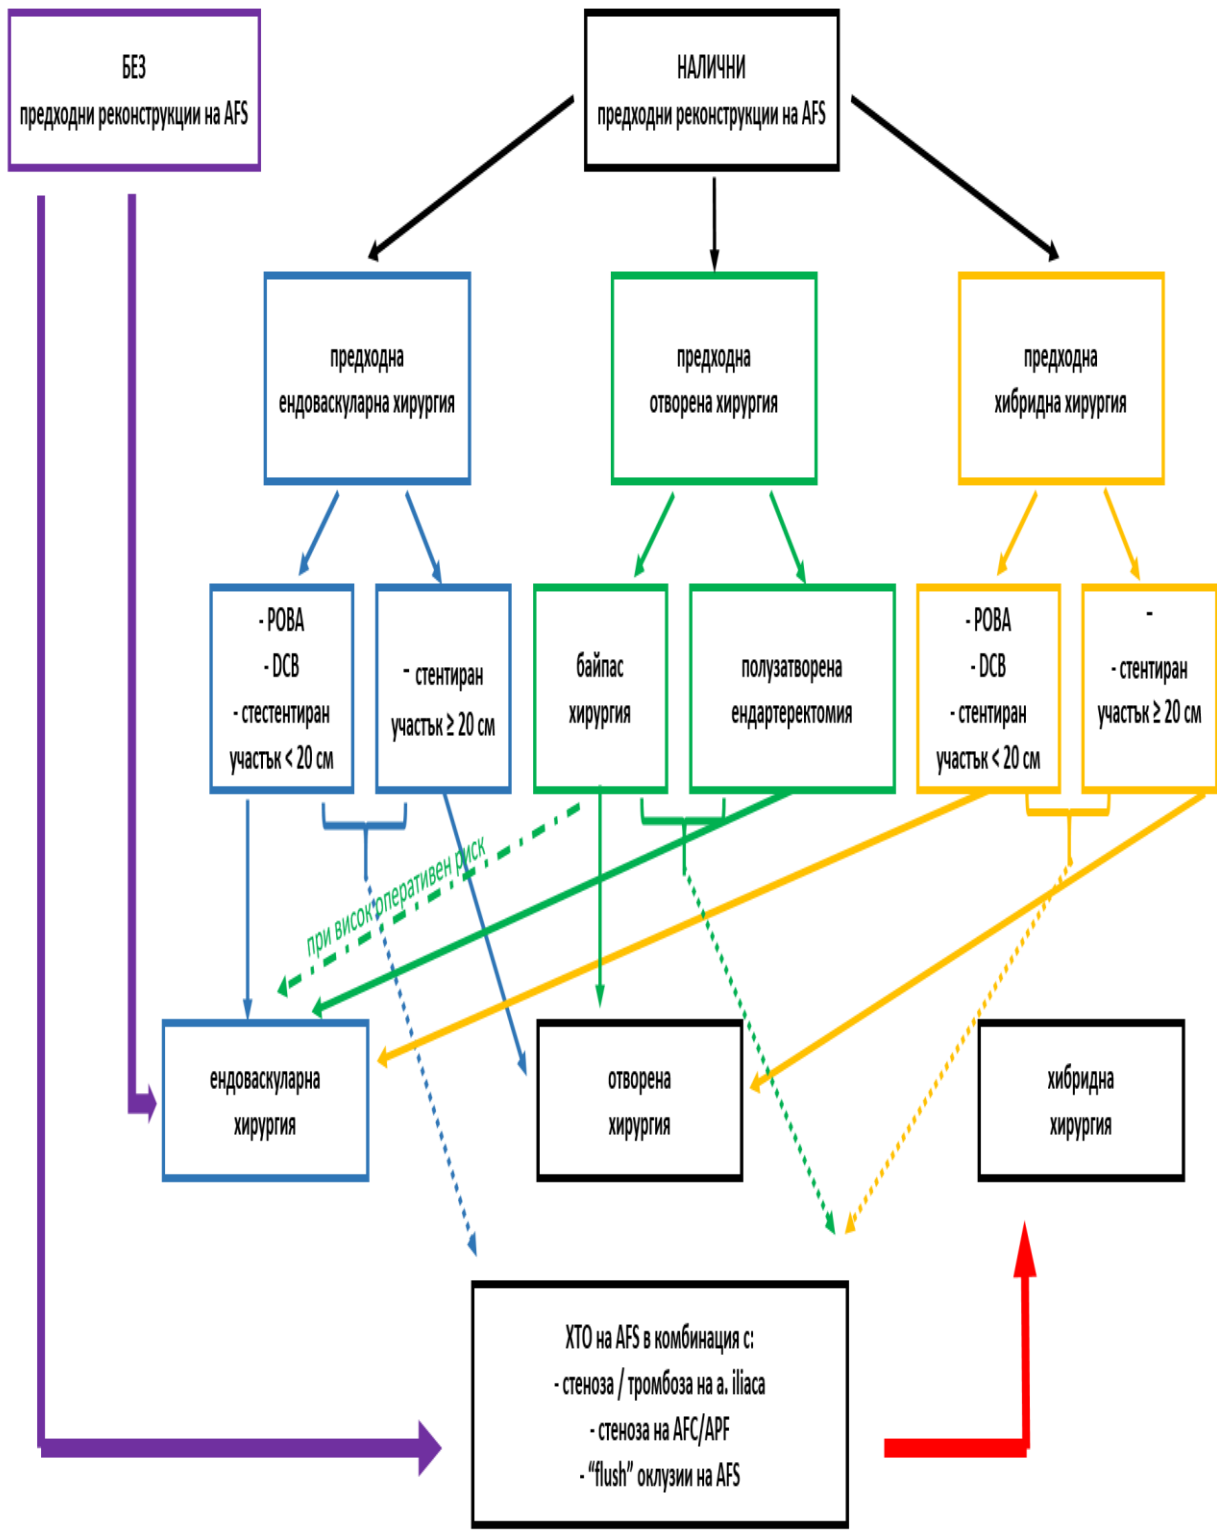 БЕЗ
предходни реконструкции на AFS
НАЛИЧНИ
предходни реконструкции на AFS
предходна
ендоваскуларна хирургия
предходна
отворена хирургия
предходна
хибридна хирургия
- POBA
- DCB
- стестентиран
участък < 20 см
- стентиран
участък ≥ 20 см
байпас
хирургия
полузатворена
ендартеректомия
- POBA
- DCB
- стентиран
участък < 20 см
-
- стентиран
участък ≥ 20 см
при висок оперативен риск
ендоваскуларна
хирургия
отворена
хирургия
хибридна
хирургия
ХТО на AFS в комбинация с:
- стеноза / тромбоза на a. iliaca
- стеноза на AFC/APF
- “flush” оклузии на AFS